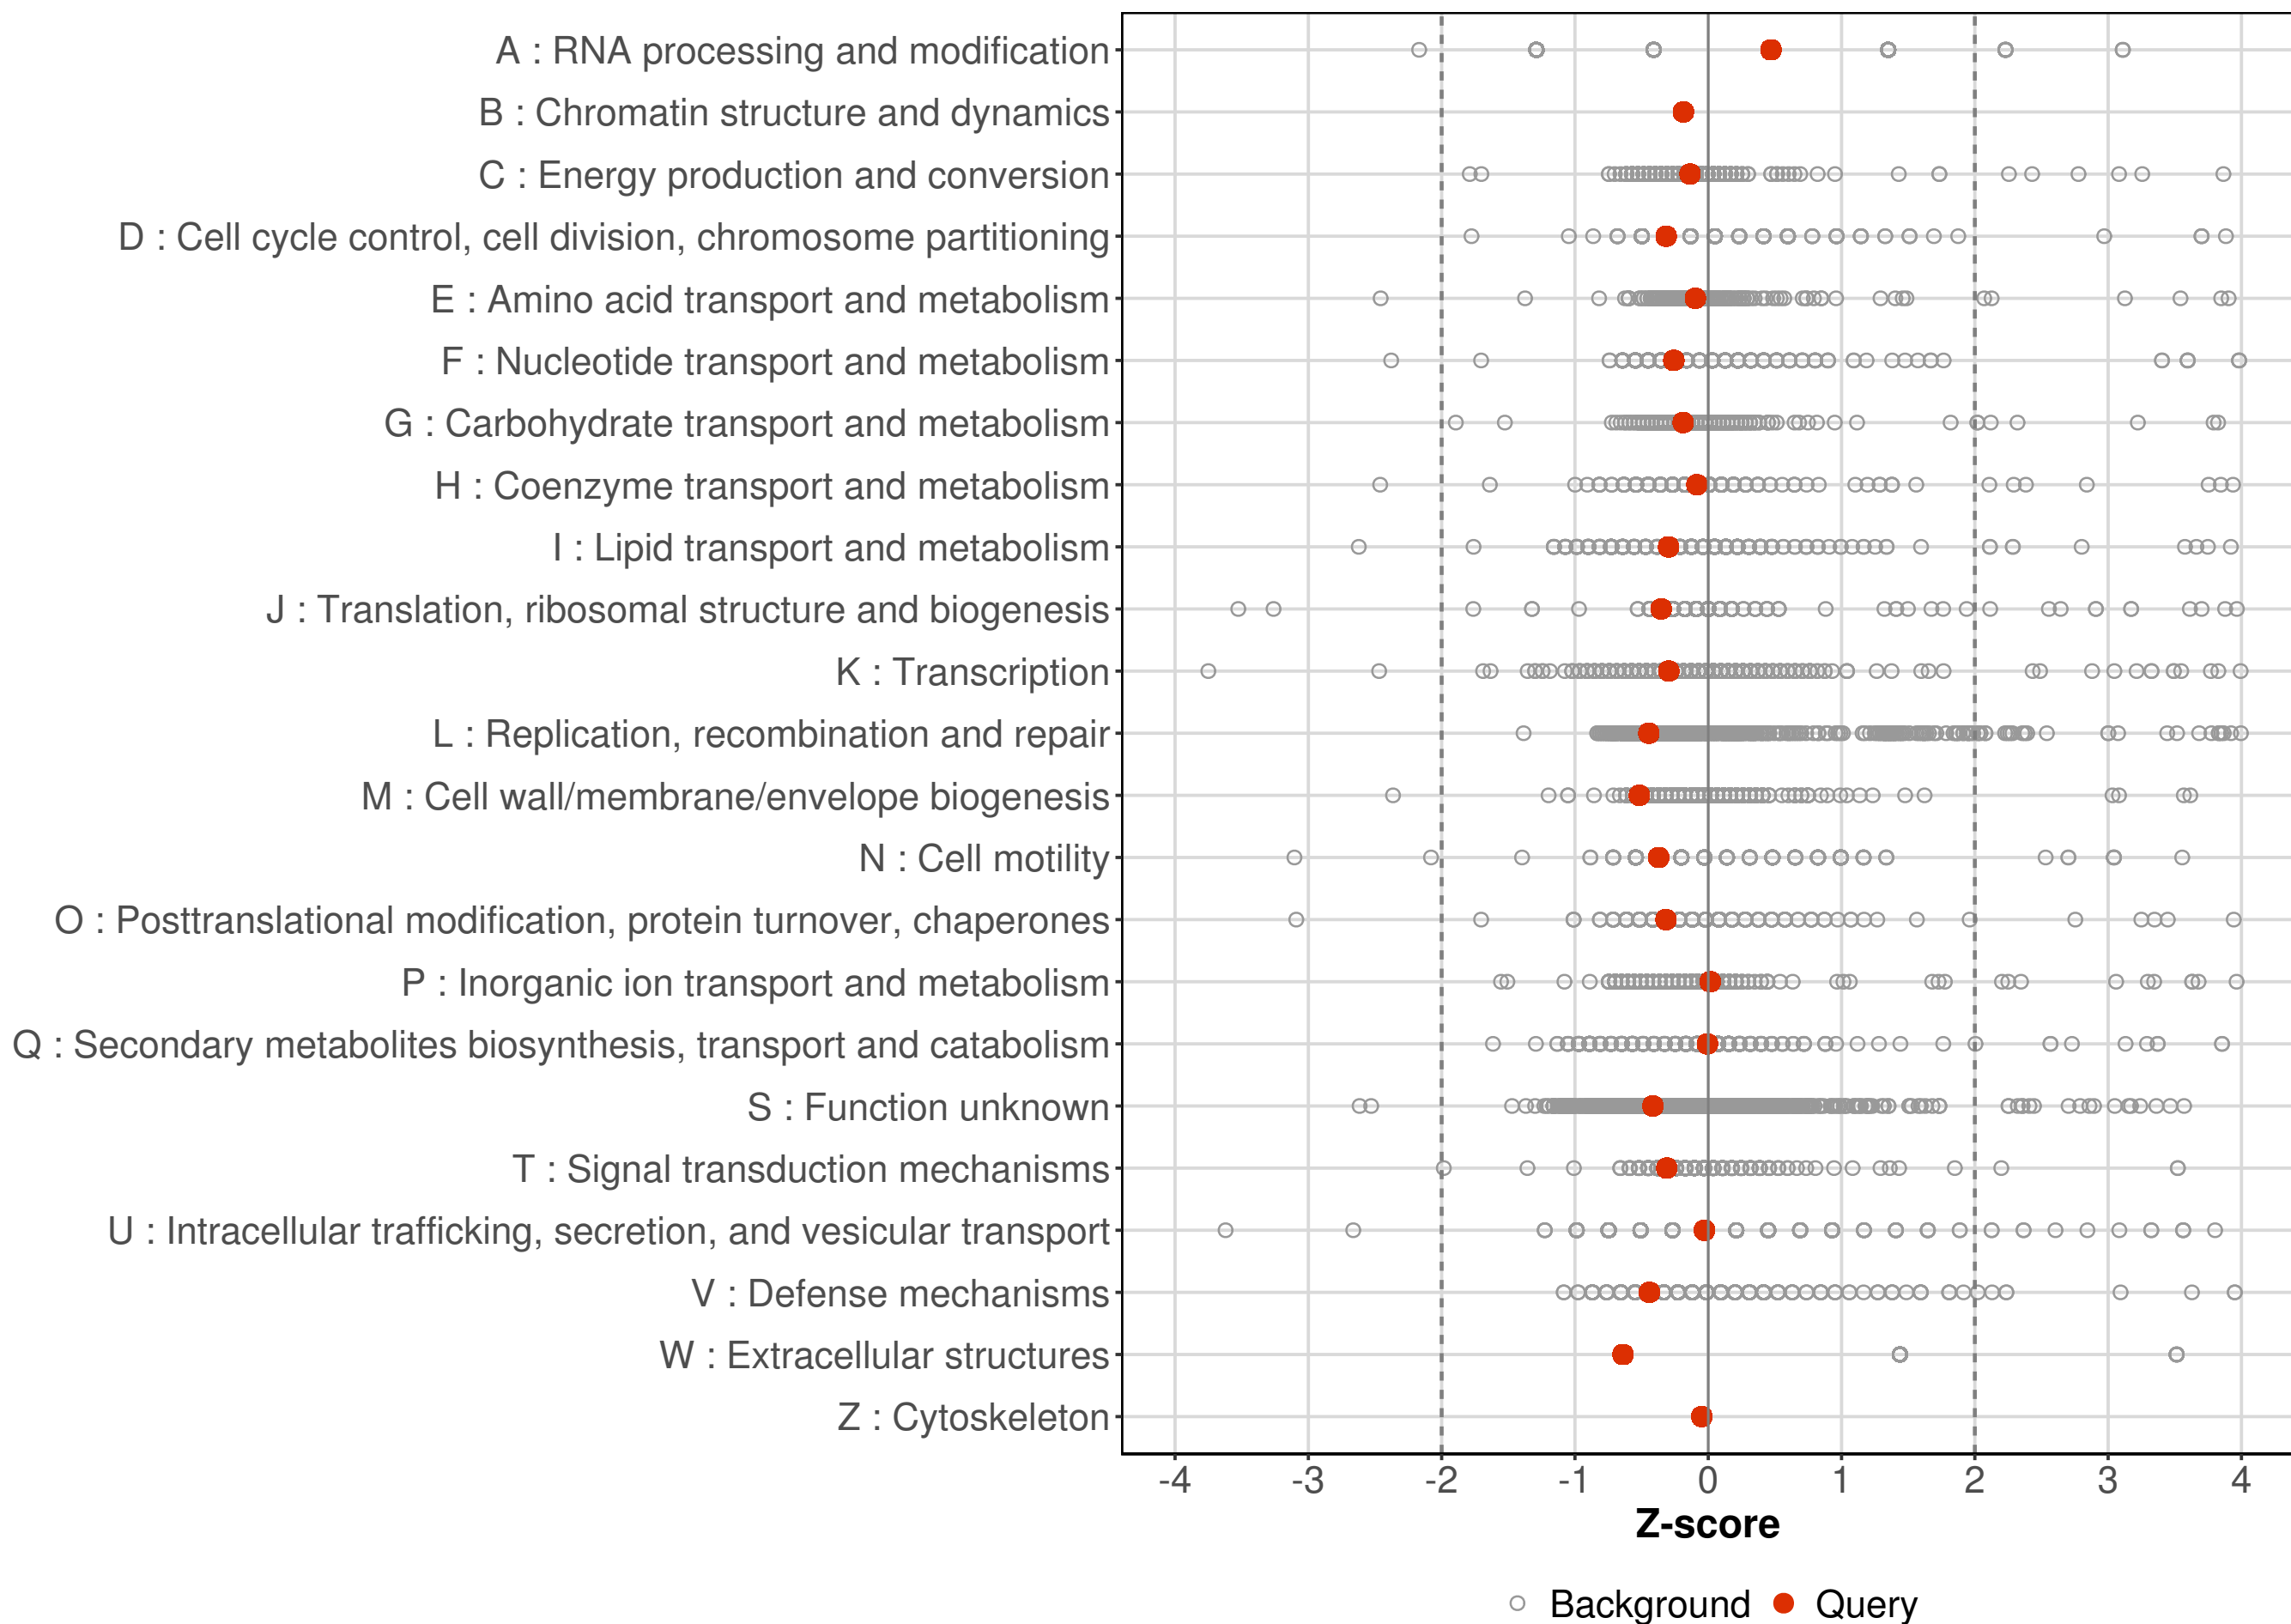 A : RNA processing and modification
B : Chromatin structure and dynamics
C : Energy production and conversion
D : Cell cycle control, cell division, chromosome partitioning
E : Amino acid transport and metabolism
F : Nucleotide transport and metabolism
G : Carbohydrate transport and metabolism
H : Coenzyme transport and metabolism
I : Lipid transport and metabolism
J : Translation, ribosomal structure and biogenesis
K : Transcription
L : Replication, recombination and repair
M : Cell wall/membrane/envelope biogenesis
N : Cell motility
O : Posttranslational modification, protein turnover, chaperones
P : Inorganic ion transport and metabolism
Q : Secondary metabolites biosynthesis, transport and catabolism
S : Function unknown
T : Signal transduction mechanisms
U : Intracellular trafficking, secretion, and vesicular transport
V : Defense mechanisms
W : Extracellular structures
Z : Cytoskeleton
-4 -3 -2 -1 0 1 2 3 4
Z-score
Background Query